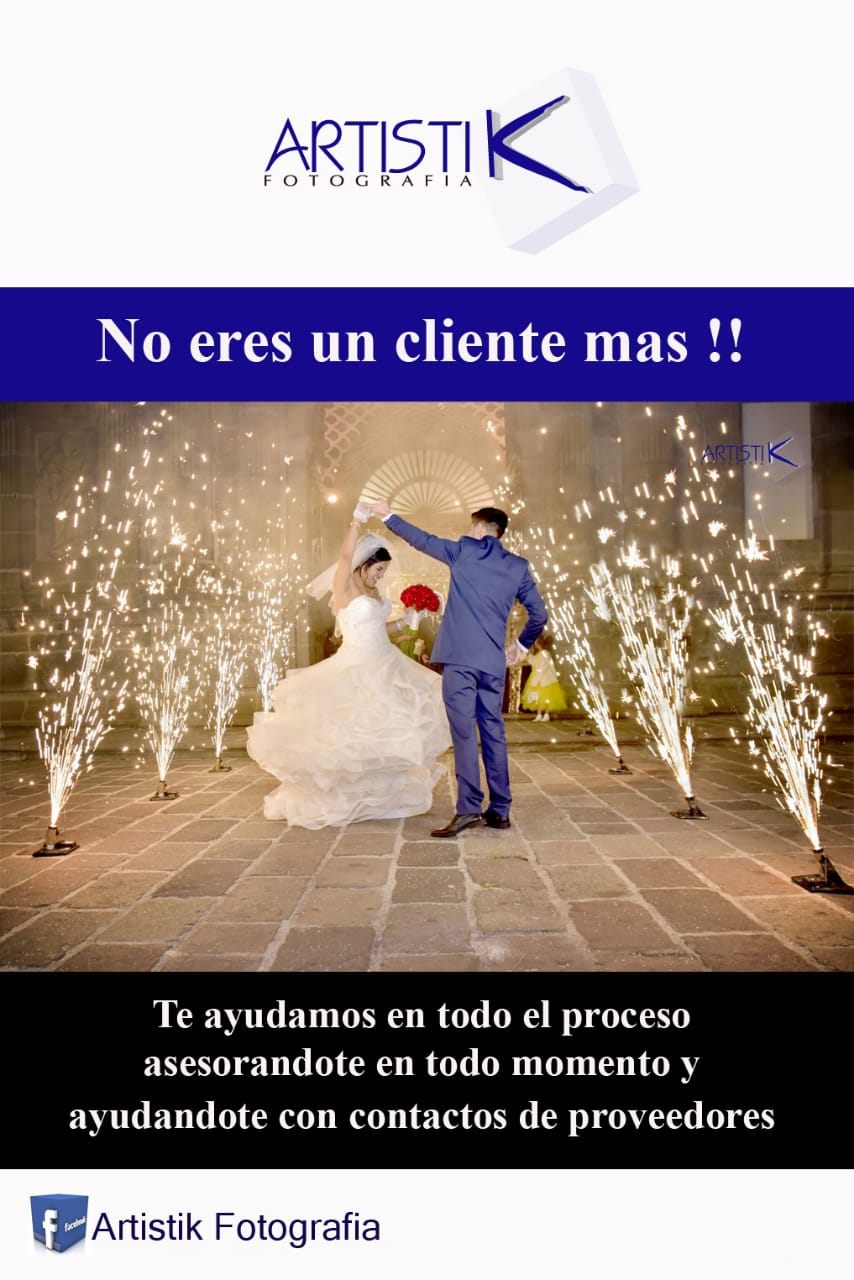 ARTISTIK
FOTOGRAFIA
No eres un cliente mas !!
ARTISTIK
FOTOGRAFIA
Te ayudamos en todo el proceso
asesorandote en todo momento y
ayudandote con contactos de proveedores
f facebook
Artistik Fotografia